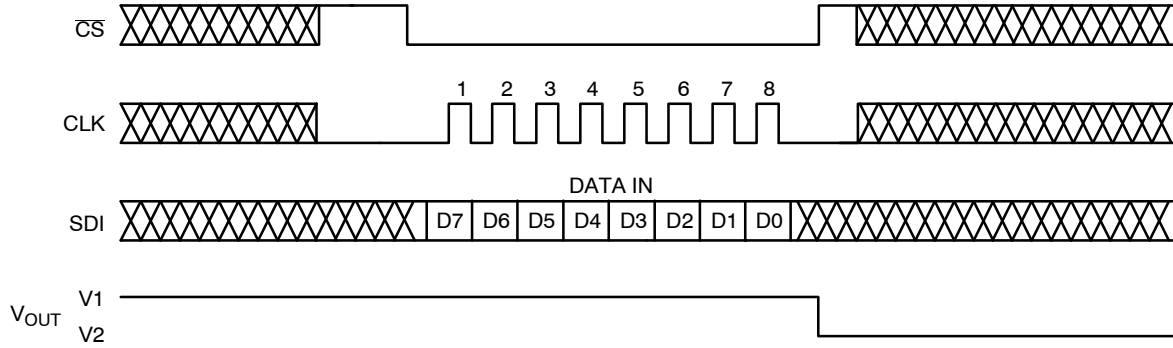 C̅S̅
CLK
1 2 3 4 5 6 7 8
DATA IN
SDI
D7 D6 D5 D4 D3 D2 D1 D0
VOUT
V1
V2